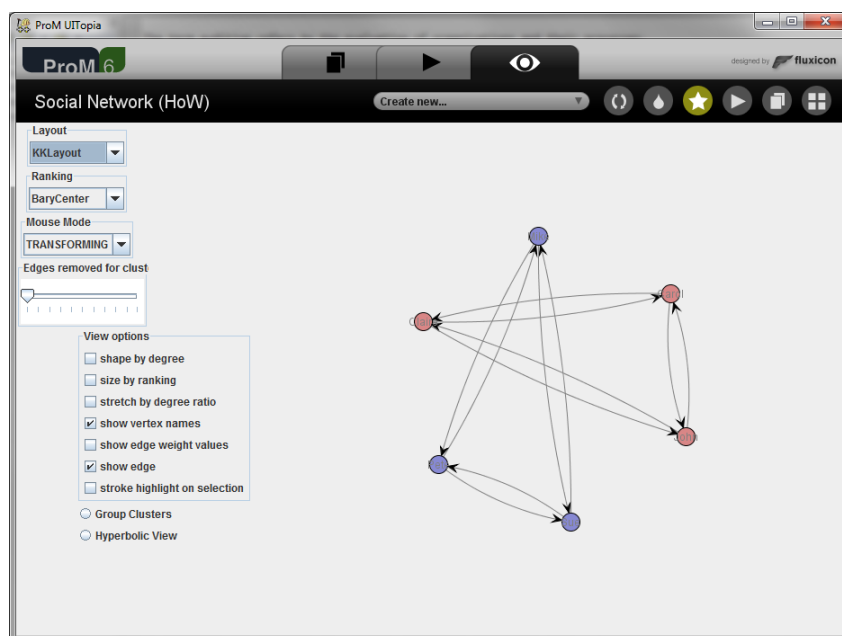 ProM UITopia
ProM 6
designed by fluxicon
Social Network (HoW)
Create new...
Layout
KKLayout
Ranking
BaryCenter
Mouse Mode
TRANSFORMING
Edges removed for clust
View options
shape by degree
size by ranking
stretch by degree ratio
show vertex names
show edge weight values
show edge
stroke highlight on selection
Group Clusters
Hyperbolic View